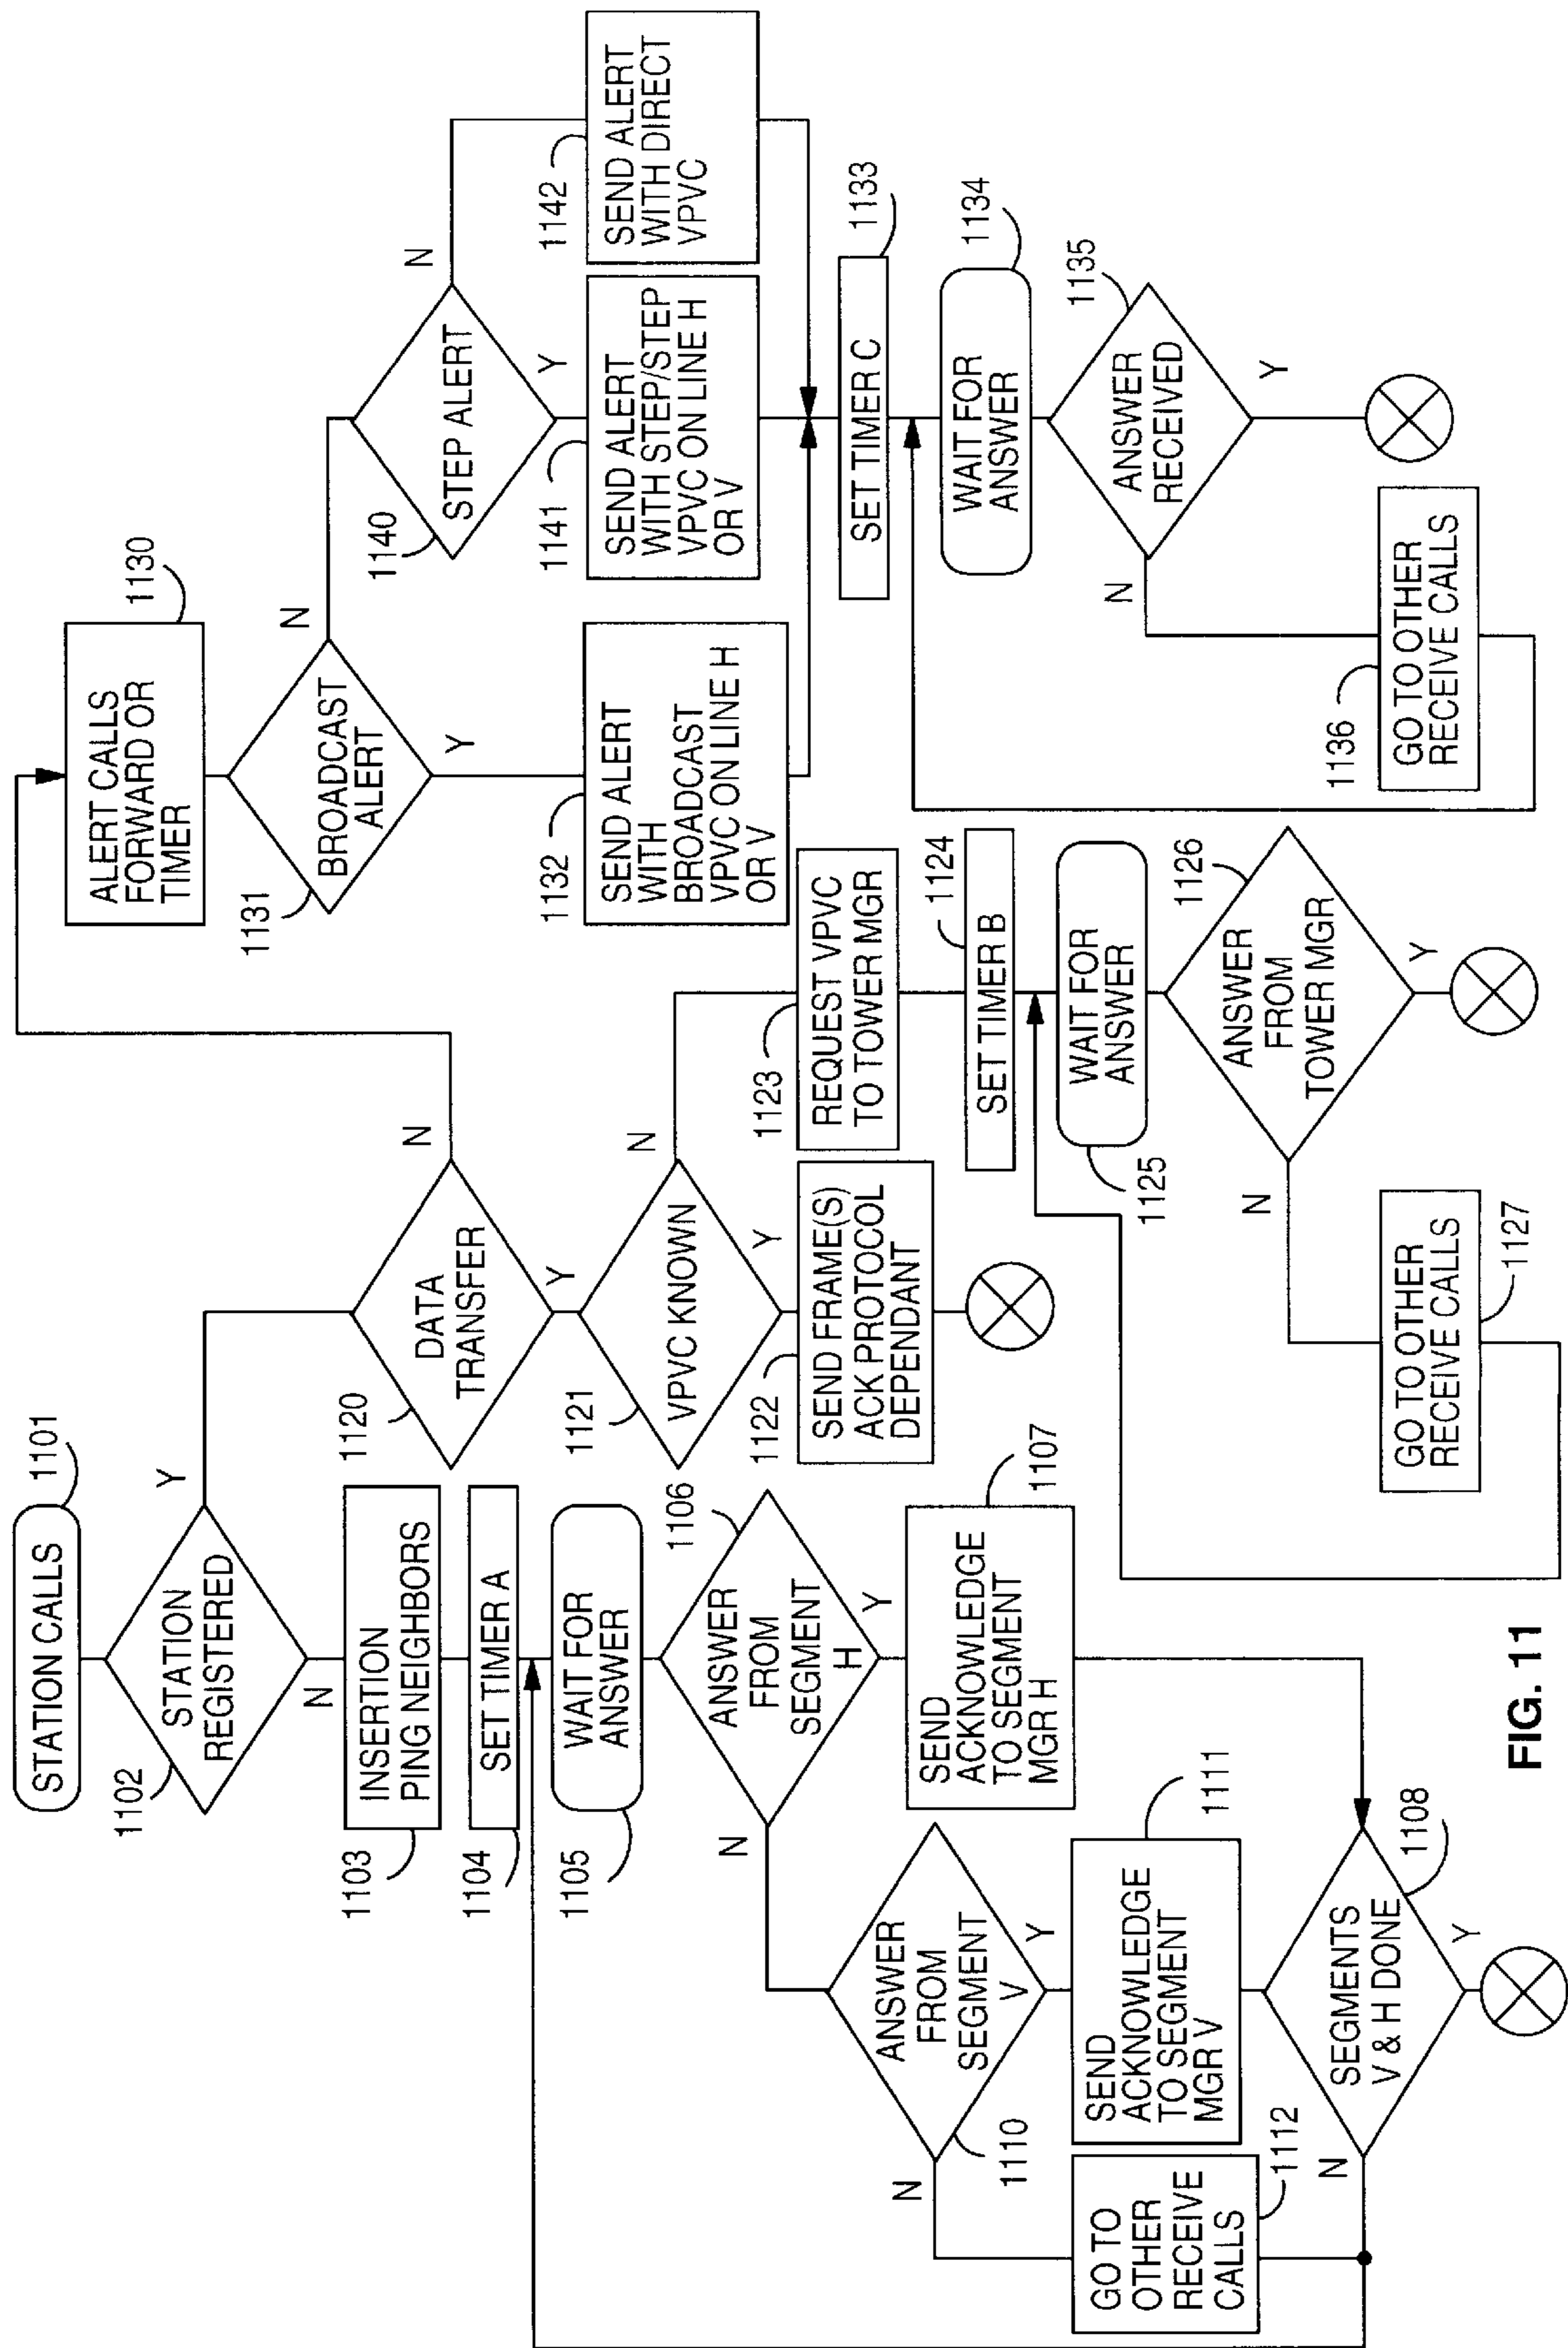 STATION CALLS
1101
STATION
REGISTERED
1102
Y
N
INSERTION
PING NEIGHBORS
1103
SET TIMER A
1104
WAIT FOR
ANSWER
1105
ANSWER
FROM
SEGMENT
H
1106
N
Y
SEND
ACKNOWLEDGE
TO SEGMENT
MGR H
1107
ANSWER
FROM
SEGMENT
V
1110
N
Y
SEND
ACKNOWLEDGE
TO SEGMENT
MGR V
1111
GO TO
OTHER
RECEIVE
CALLS
1112
SEGMENTS
V & H DONE
1108
N
Y
DATA
TRANSFER
1120
N
Y
VPVC KNOWN
1121
N
Y
SEND FRAME(S)
ACK PROTOCOL
DEPENDANT
1122
REQUEST VPVC
TO TOWER MGR
1123
SET TIMER B
1124
WAIT FOR
ANSWER
1125
ANSWER
FROM
TOWER MGR
1126
N
Y
GO TO OTHER
RECEIVE CALLS
1127
ALERT CALLS
FORWARD OR
TIMER
1130
BROADCAST
ALERT
1131
N
Y
SEND ALERT
WITH
BROADCAST
VPVC ON LINE H
OR V
1132
STEP ALERT
1140
N
Y
SEND ALERT
WITH STEP/STEP
VPVC ON LINE H
OR V
1141
SEND ALERT
WITH DIRECT
VPVC
1142
SET TIMER C
1133
WAIT FOR
ANSWER
1134
ANSWER
RECEIVED
1135
N
Y
GO TO OTHER
RECEIVE CALLS
1136
FIG. 11